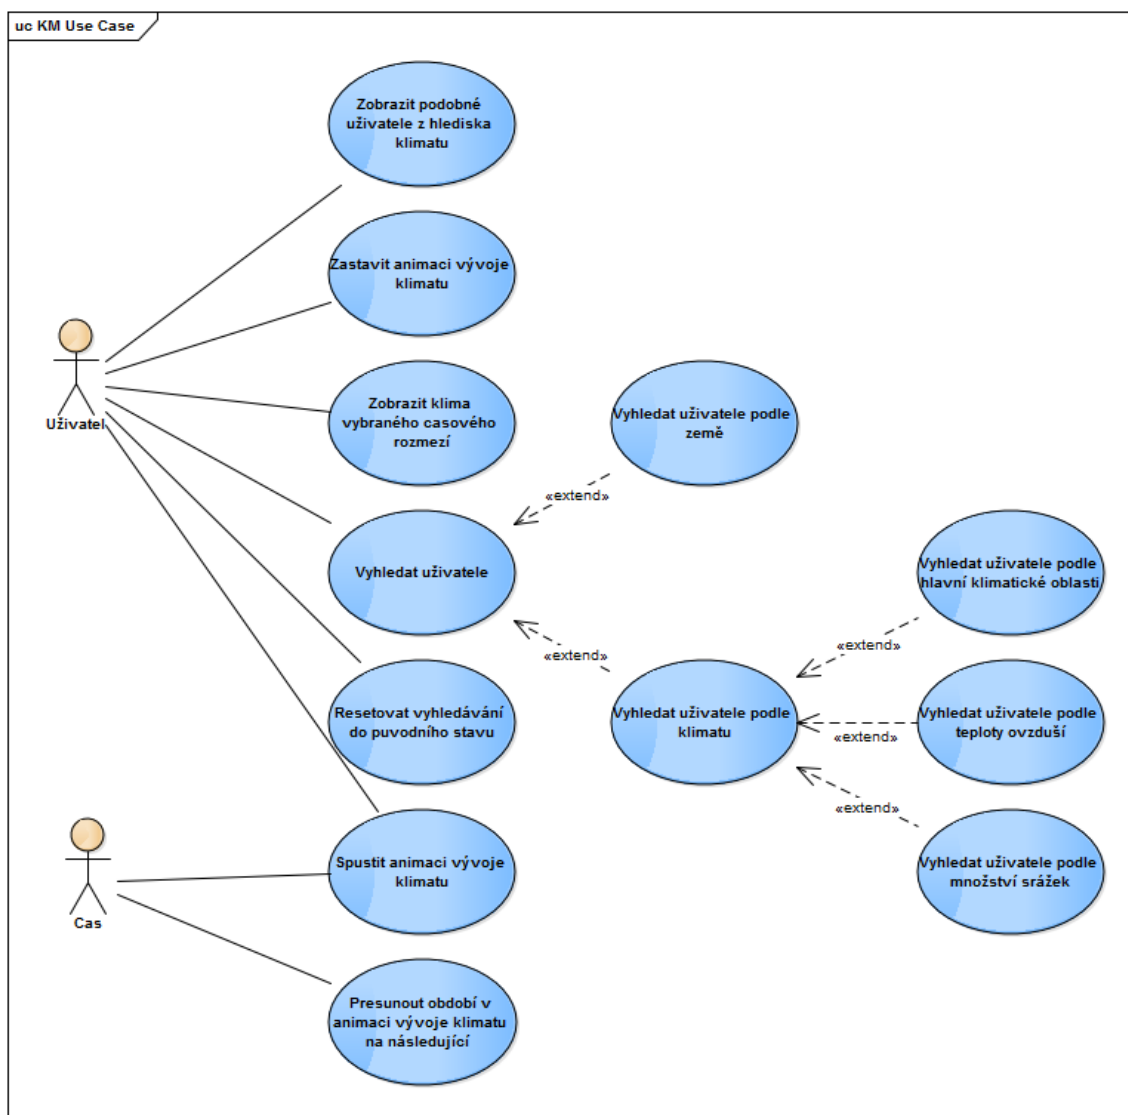 uc KM Use Case
Zobrazit podobné
uživatele z hlediska
klimatu
Zastavit animaci vývoje
klimatu
Uživatel
Zobrazit klima
vybraného casového
rozmezí
Vyhledat uživatele podle
země
«extend»
Vyhledat uživatele
Vyhledat uživatele podle
hlavní klimatické oblasti
«extend»
«extend»
Resetovat vyhledávání
do puvodního stavu
Vyhledat uživatele podle
klimatu
Vyhledat uživatele podle
teploty ovzduší
«extend»
«extend»
Cas
Spustit animaci vývoje
klimatu
Vyhledat uživatele podle
množství srážek
Presunout období v
animaci vývoje klimatu
na následující